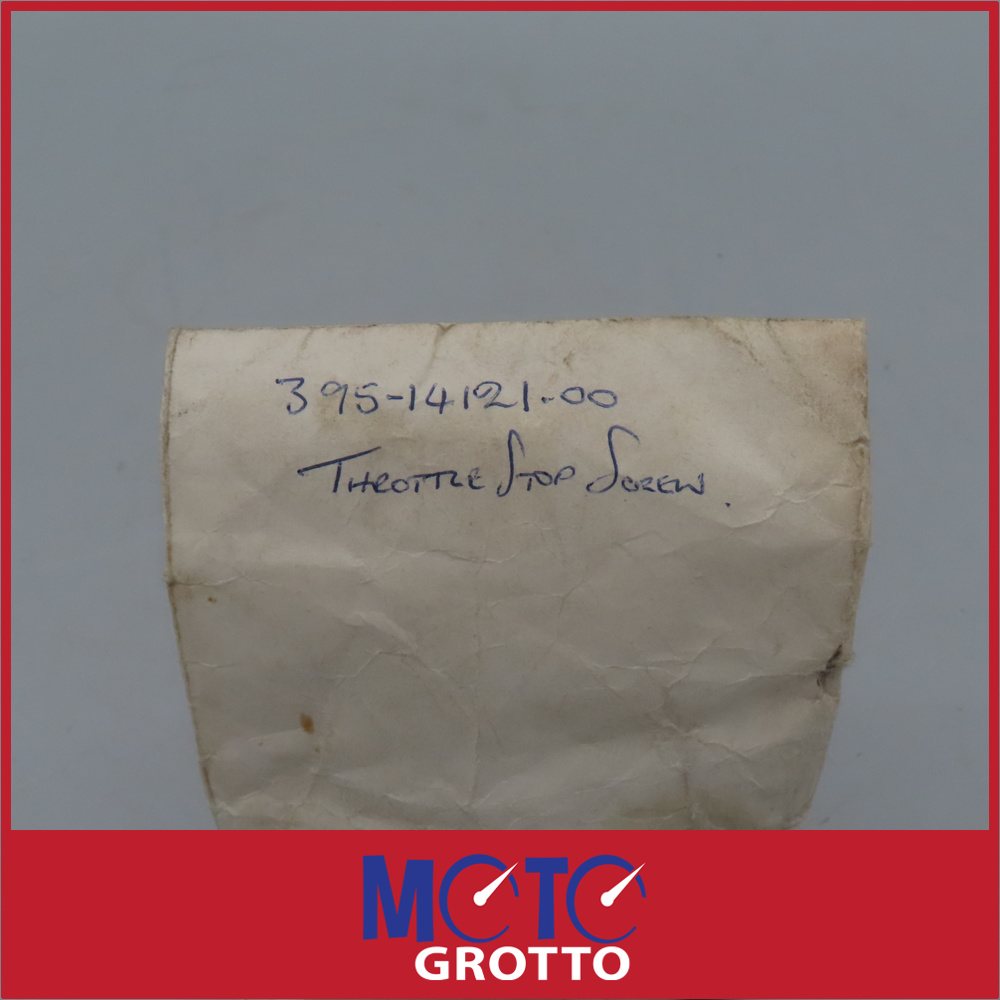 395-14121-00
THROTTLE STOP SCREW.
MOTO
GROTTO